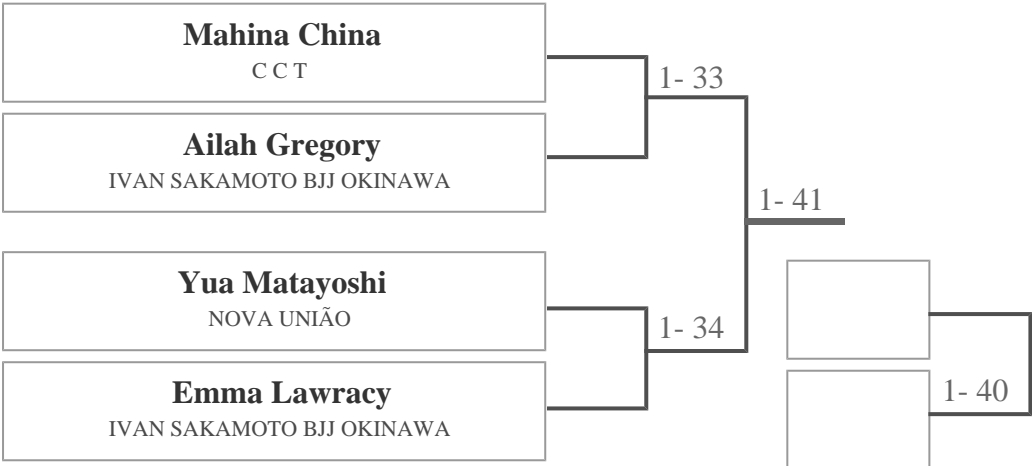 Mahina China
C C T
1- 33
Ailah Gregory
IVAN SAKAMOTO BJJ OKINAWA
1- 41
Yua Matayoshi
NOVA UNIÃO
1- 34
Emma Lawracy
IVAN SAKAMOTO BJJ OKINAWA
1- 40